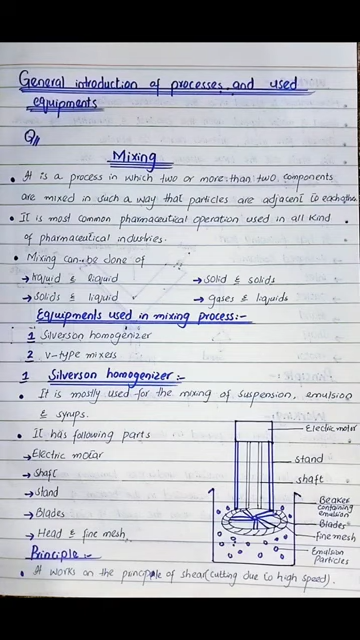 General introduction of processes and used
equipments
Q//
Mixing
• It is a process in which two or more than two components
are mixed in such a way that particles are adjacent to eachother.
• It is most common pharmaceutical operation used in all kind
of pharmaceutical industries.
• Mixing can be done of
→ liquid & liquid → solid & solids
→ solids & liquid → gases & liquids
Equipments used in mixing process:-
1 Silverson homogenizer
2 v-type mixers
1 Silverson homogenizer:-
• It is mostly used for the mixing of suspension, emulsion
& syrups.
• It has following parts
→ Electric motar
→ shaft
→ stand
→ Blades
→ Head & fine mesh.
Electric motor
stand
shaft
Beaker
containing
emulsion
Blades
fine mesh
Emulsion
Particles
Principle :-
• It works on the principle of shear (cutting due to high speed).